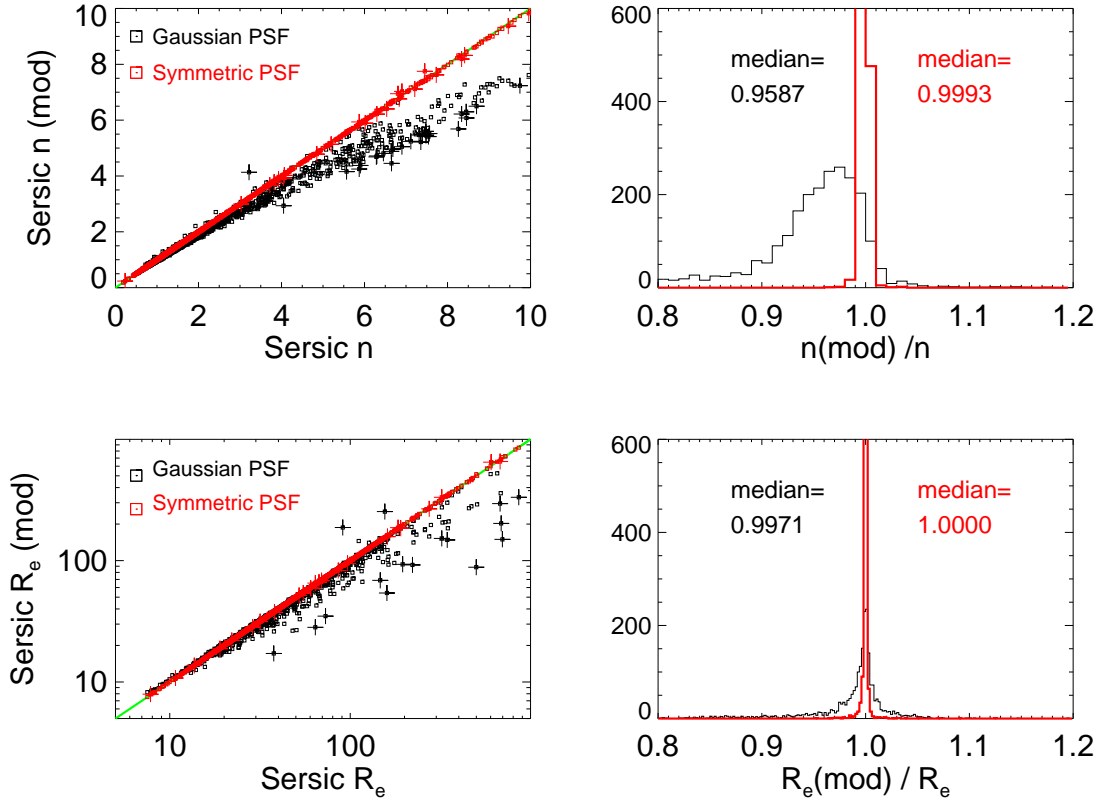 10
8
6
4
2
0
Sersic n (mod)
Gaussian PSF
Symmetric PSF
0 2 4 6 8 10
Sersic n
600
400
200
0
median= median=
0.9587 0.9993
0.8 0.9 1.0 1.1 1.2
n(mod) /n
100
10
Sersic Re (mod)
Gaussian PSF
Symmetric PSF
10 100
Sersic Re
600
400
200
0
median= median=
0.9971 1.0000
0.8 0.9 1.0 1.1 1.2
Re(mod) / Re